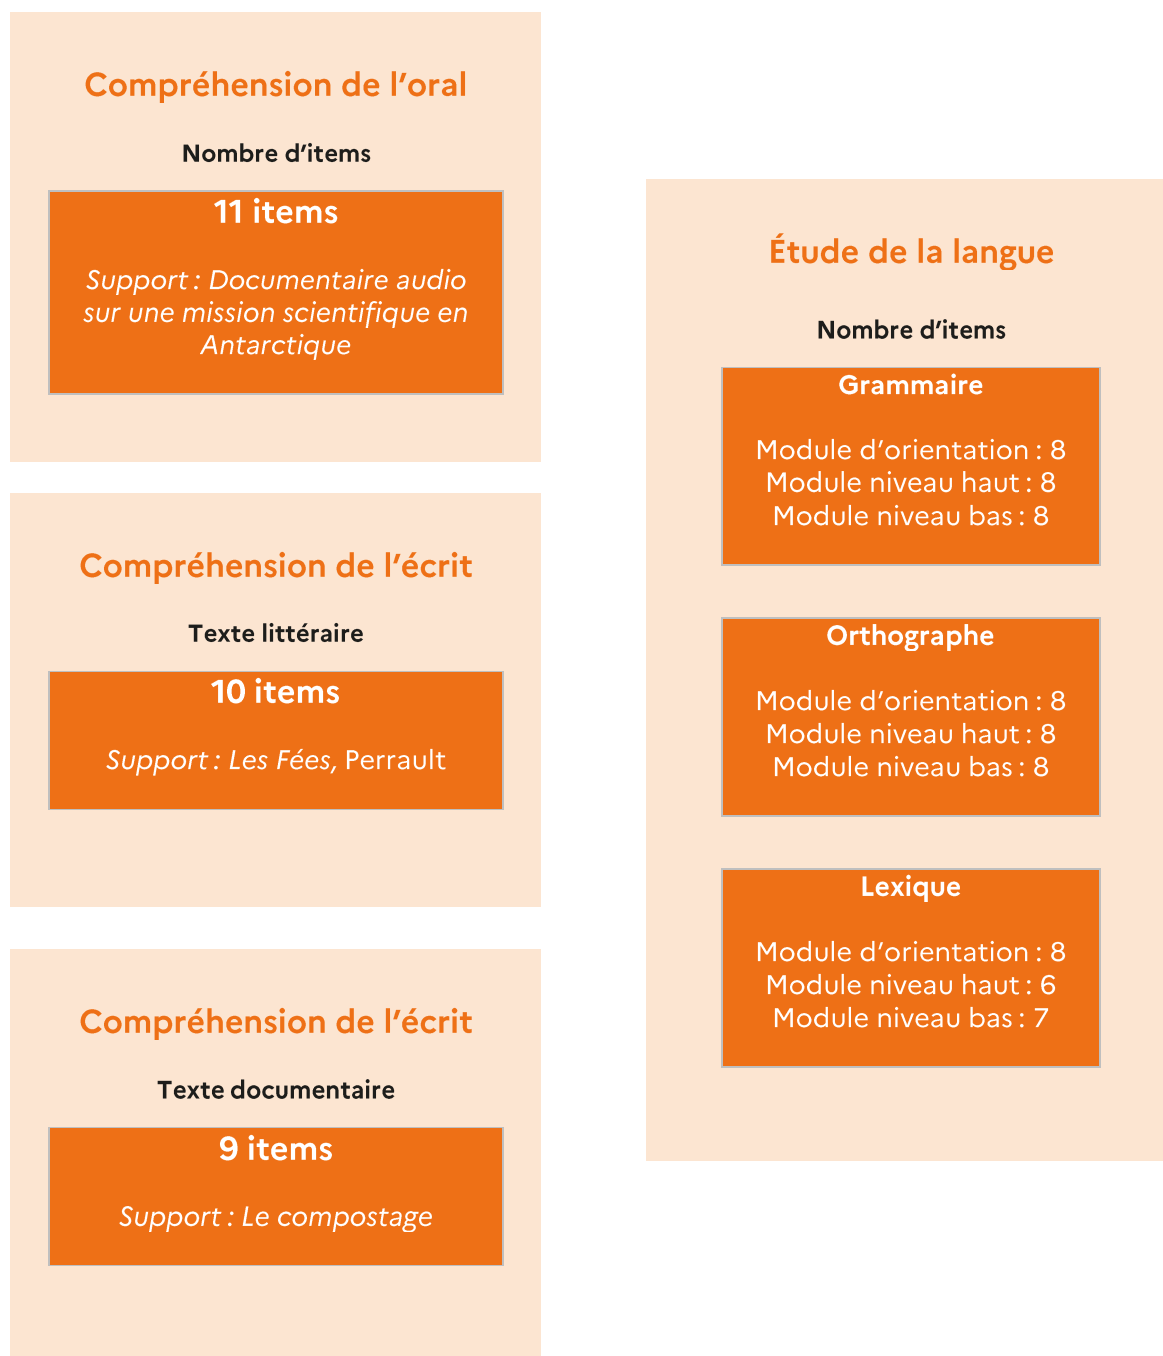 Compréhension de l’oral
Nombre d’items
11 items
Support : Documentaire audio
sur une mission scientifique en
Antarctique
Compréhension de l’écrit
Texte littéraire
10 items
Support : Les Fées, Perrault
Compréhension de l’écrit
Texte documentaire
9 items
Support : Le compostage
Étude de la langue
Nombre d’items
Grammaire
Module d’orientation : 8
Module niveau haut : 8
Module niveau bas : 8
Orthographe
Module d’orientation : 8
Module niveau haut : 8
Module niveau bas : 8
Lexique
Module d’orientation : 8
Module niveau haut : 6
Module niveau bas : 7